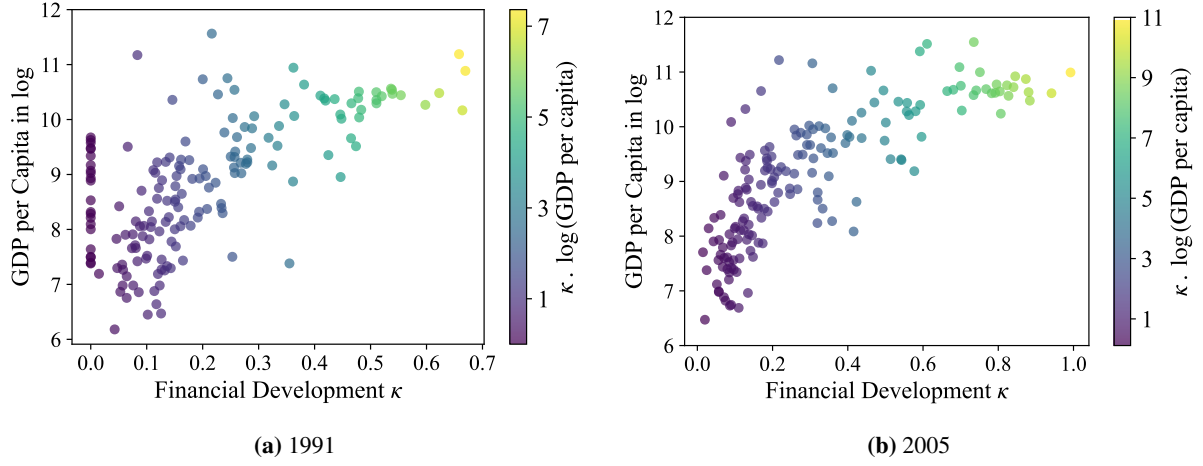 12
11
10
9
8
7
6
GDP per Capita in log
0.0 0.1 0.2 0.3 0.4 0.5 0.6 0.7
Financial Development κ
7
5
3
1
κ . log (GDP per capita)
(a) 1991
12
11
10
9
8
7
6
GDP per Capita in log
0.0 0.2 0.4 0.6 0.8 1.0
Financial Development κ
11
9
7
5
3
1
κ . log (GDP per capita)
(b) 2005